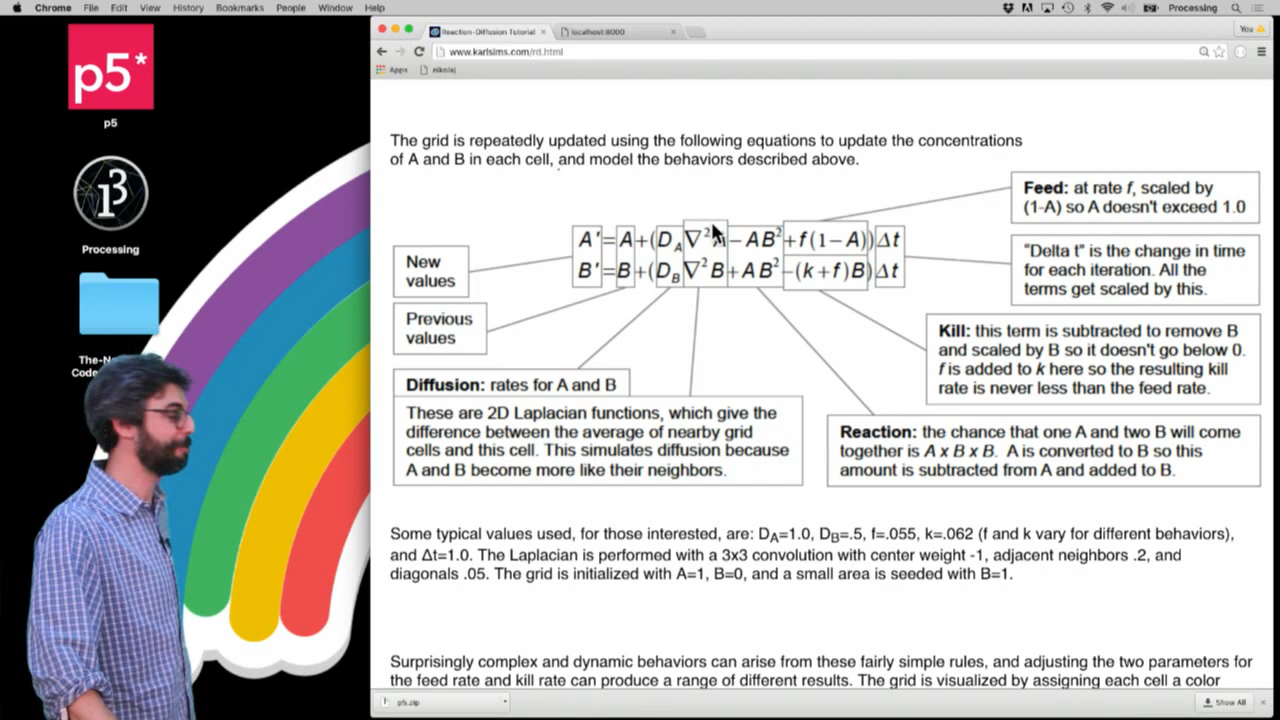 Chrome File Edit View History Bookmarks People Window Help Processing
Reaction-Diffusion Tutorial localhost:8000 You
www.karlsims.com/rd.html
Apps nikolaj
p5*
p5
Processing
The grid is repeatedly updated using the following equations to update the concentrations
of A and B in each cell, and model the behaviors described above.
Feed: at rate f, scaled by
(1-A) so A doesn't exceed 1.0
A'=A+(D_A∇²A−AB²+f(1−A))Δt
B'=B+(D_B∇²B+AB²−(k+f)B)Δt
New
values
"Delta t" is the change in time
for each iteration. All the
terms get scaled by this.
Previous
values
Kill: this term is subtracted to remove B
and scaled by B so it doesn't go below 0.
f is added to k here so the resulting kill
rate is never less than the feed rate.
Diffusion: rates for A and B
These are 2D Laplacian functions, which give the
difference between the average of nearby grid
cells and this cell. This simulates diffusion because
A and B become more like their neighbors.
Reaction: the chance that one A and two B will come
together is A x B x B. A is converted to B so this
amount is subtracted from A and added to B.
Some typical values used, for those interested, are: D_A=1.0, D_B=.5, f=.055, k=.062 (f and k vary for different behaviors),
and Δt=1.0. The Laplacian is performed with a 3x3 convolution with center weight -1, adjacent neighbors .2, and
diagonals .05. The grid is initialized with A=1, B=0, and a small area is seeded with B=1.
Surprisingly complex and dynamic behaviors can arise from these fairly simple rules, and adjusting the two parameters for
the feed rate and kill rate can produce a range of different results. The grid is visualized by assigning each cell a color
p5.zip Show All